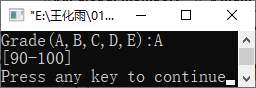 "E:\王化雨\01...
Grade(A,B,C,D,E):A
[90-100]
Press any key to continue